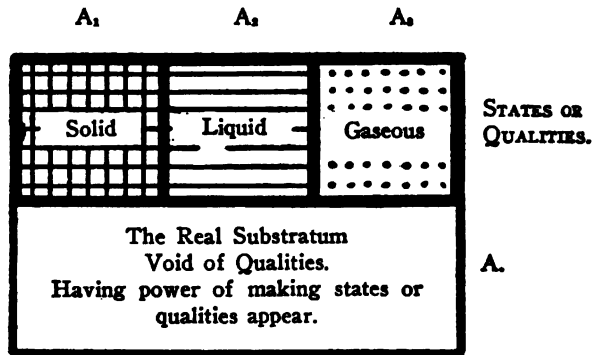 A₁ A₂ A₃
Solid Liquid Gaseous
STATES OR
QUALITIES.
The Real Substratum
Void of Qualities.
Having power of making states or
qualities appear.
A.